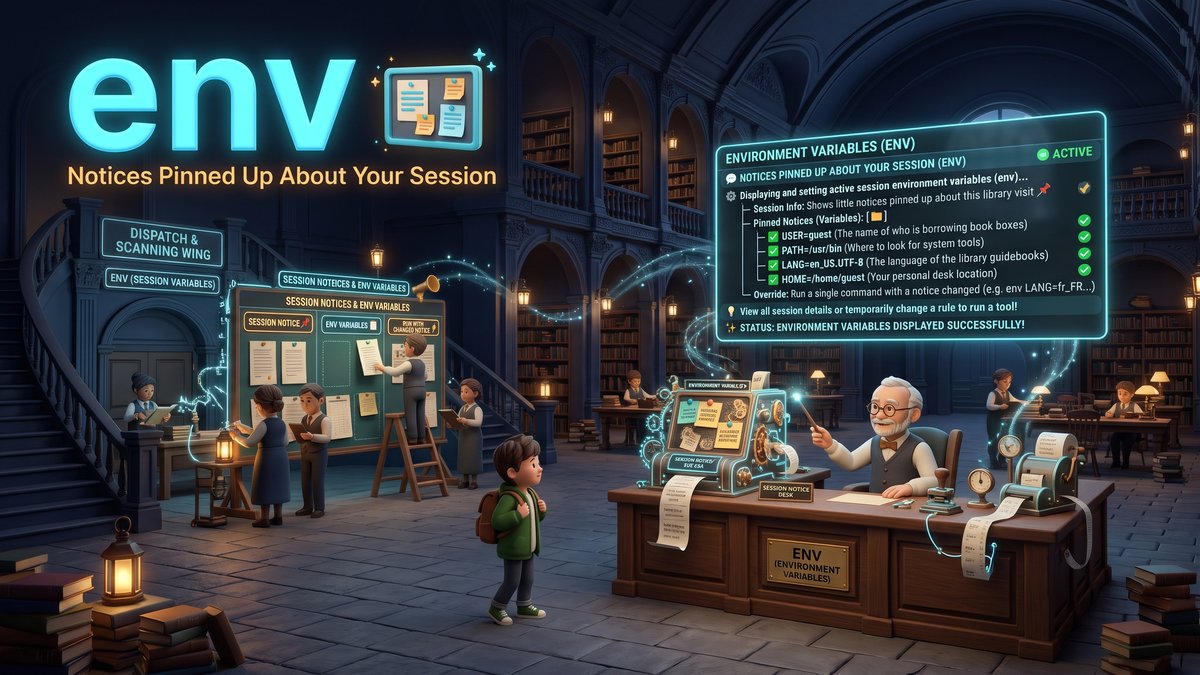 env
Notices Pinned Up About Your Session
DISPATCH &
SCANNING WING
ENV (SESSION VARIABLES)
SESSION NOTEICES & ENV VARIABLES
SESSION NOTEICES & ENV VARIABLES
SESSION NOTICE
ENV VARIABLES
RUN WITH
CHANGED NOTICE
ENVIRONMENT VARIABLES (ENV)
ACTIVE
NOTICES PINNED UP ABOUT YOUR SESSION (ENV)
Displaying and setting active session environment variables (env)...
Session Info: Shows little notices pinned up about this library visit
Pinned Notices (Variables): [ ]
USER=guest (The name of who is borrowing book boxes)
PATH=/usr/bin (Where to look for system tools)
LANG=en_US.UTF-8 (The language of the library guidebooks)
HOME=/home/guest (Your personal desk location)
Override: Run a single command with a notice changed (e.g. env LANG=fr_FR...)
View all session details or temporarily change a rule to run a tool!
STATUS: ENVIRONMENT VARIABLES DISPLAYED SUCCESSFULLY!
SESSION NOTICE
DESK
ENV
(ENVIRONMENT
VARIABLES)